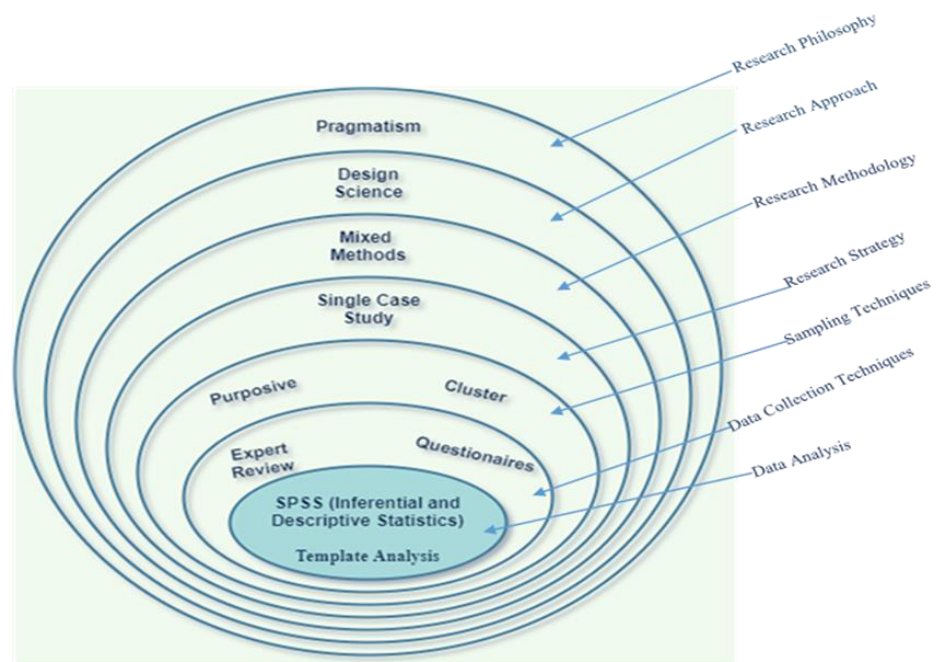 Research Philosophy
Pragmatism
Research Approach
Design
Science
Research Methodology
Mixed
Methods
Research Strategy
Single Case
Study
Sampling Techniques
Purposive
Cluster
Data Collection Techniques
Expert
Review
Questionaires
Data Analysis
SPSS (Inferential and
Descriptive Statistics)
Template Analysis